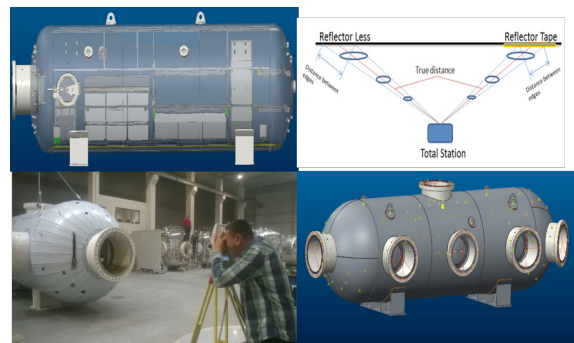 Reflector Less
Reflector Tape
True distance
Distance between
edges
Distance between
edges
Total Station